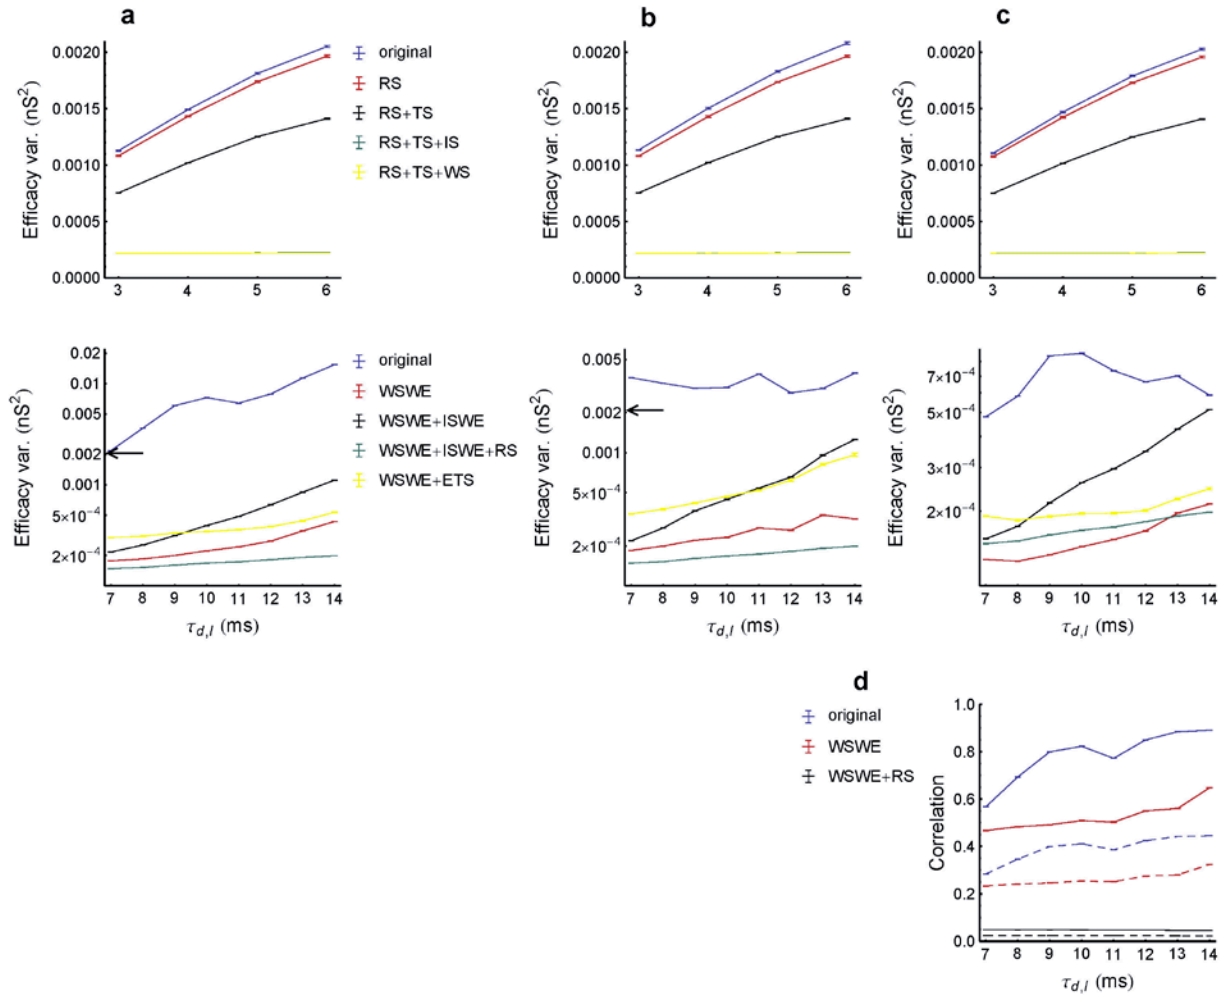 a
b
c
Efficacy var. (nS²)
0.0020
0.0015
0.0010
0.0005
0.0000
3 4 5 6
original
RS
RS+TS
RS+TS+IS
RS+TS+WS
Efficacy var. (nS²)
0.0020
0.0015
0.0010
0.0005
0.0000
3 4 5 6
Efficacy var. (nS²)
0.0020
0.0015
0.0010
0.0005
0.0000
3 4 5 6
Efficacy var. (nS²)
0.02
0.01
0.005
0.002
0.001
5×10⁻⁴
2×10⁻⁴
7 8 9 10 11 12 13 14
τd,I (ms)
original
WSWE
WSWE+ISWE
WSWE+ISWE+RS
WSWE+ETS
Efficacy var. (nS²)
0.005
0.002
0.001
5×10⁻⁴
2×10⁻⁴
7 8 9 10 11 12 13 14
τd,I (ms)
Efficacy var. (nS²)
7×10⁻⁴
5×10⁻⁴
3×10⁻⁴
2×10⁻⁴
7 8 9 10 11 12 13 14
τd,I (ms)
d
original
WSWE
WSWE+RS
Correlation
1.0
0.8
0.6
0.4
0.2
0.0
7 8 9 10 11 12 13 14
τd,I (ms)